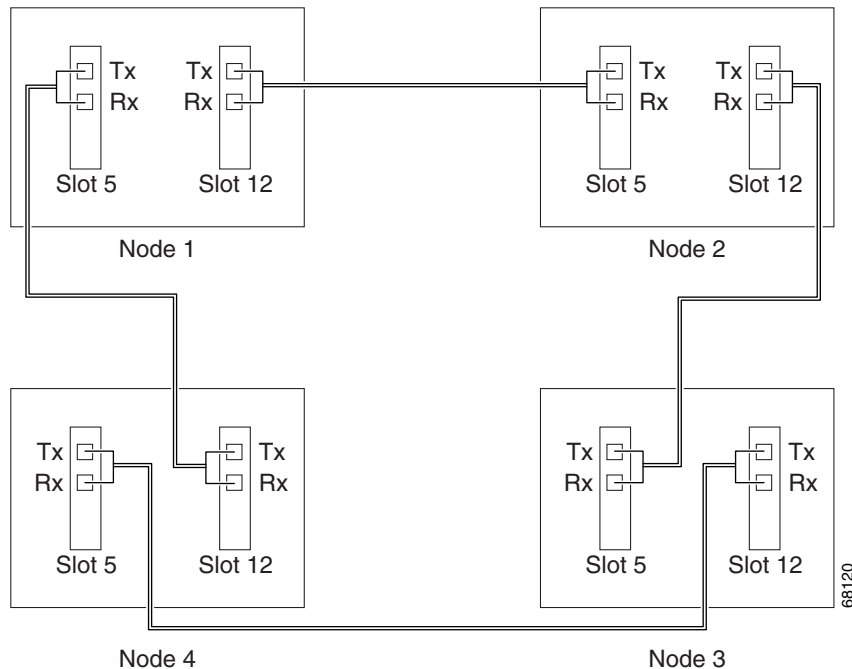 Tx Tx
Rx Rx
Slot 5 Slot 12
Node 1
Tx Tx
Rx Rx
Slot 5 Slot 12
Node 2
Tx Tx
Rx Rx
Slot 5 Slot 12
Node 4
Tx Tx
Rx Rx
Slot 5 Slot 12
Node 3
68120